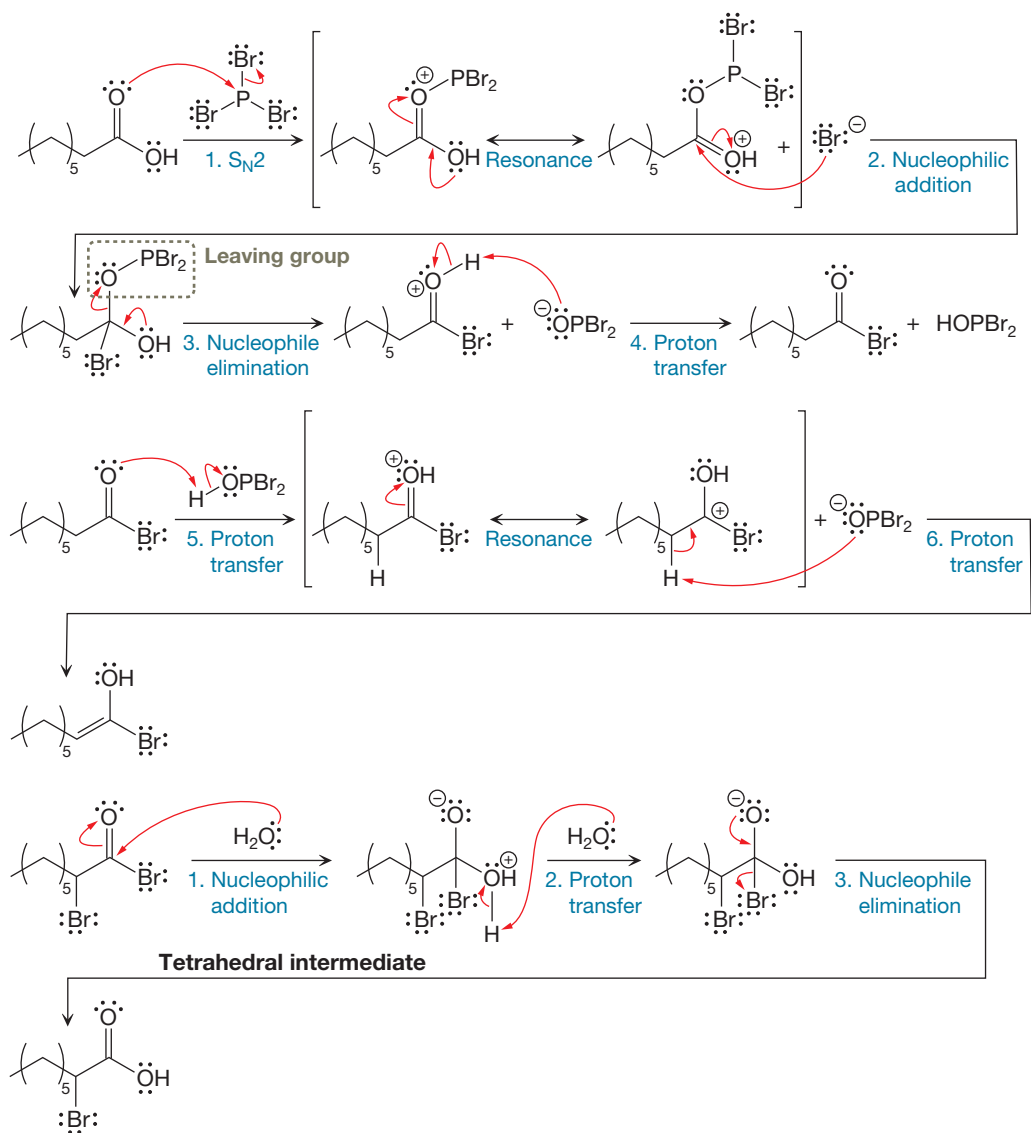 Br
O
P
PBr2
O
Br
Br
O
P
Br
OH
1. SN2
5
OH
5
Resonance
O
OH
5
+
Br
2. Nucleophilic
addition
PBr2
Leaving group
O
OH
Br
5
3. Nucleophile
elimination
H
O
Br
5
+
OPBr2
4. Proton
transfer
O
Br
5
+
HOPBr2
O
H
OPBr2
Br
5
5. Proton
transfer
OH
Br
5
H
Resonance
OH
Br
5
H
+
OPBr2
6. Proton
transfer
OH
Br
5
O
Br
5
Br
H2O
1. Nucleophilic
addition
O
OH
5
Br
Br
H
H2O
2. Proton
transfer
O
OH
5
Br
Br
3. Nucleophile
elimination
Tetrahedral intermediate
O
OH
5
Br